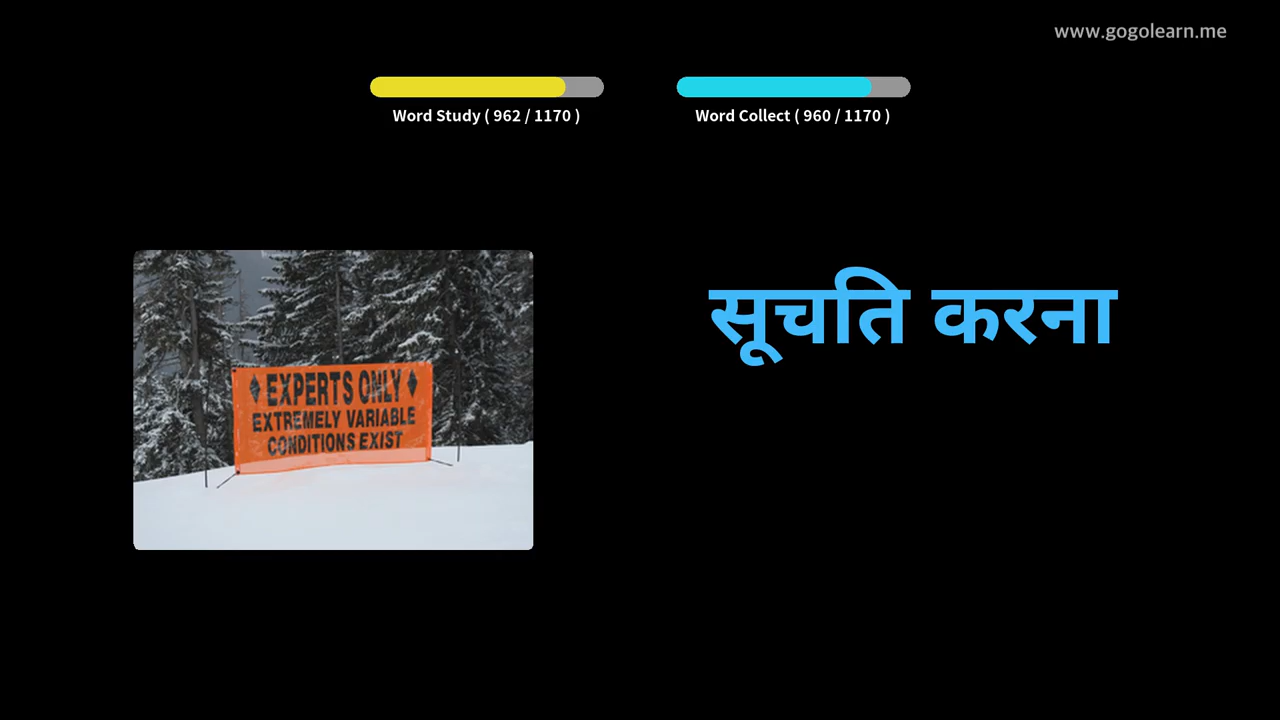 www.gogolearn.me
Word Study ( 962 / 1170 )
Word Collect ( 960 / 1170 )
सूचति करना
EXPERTS ONLY
EXTREMELY VARIABLE
CONDITIONS EXIST